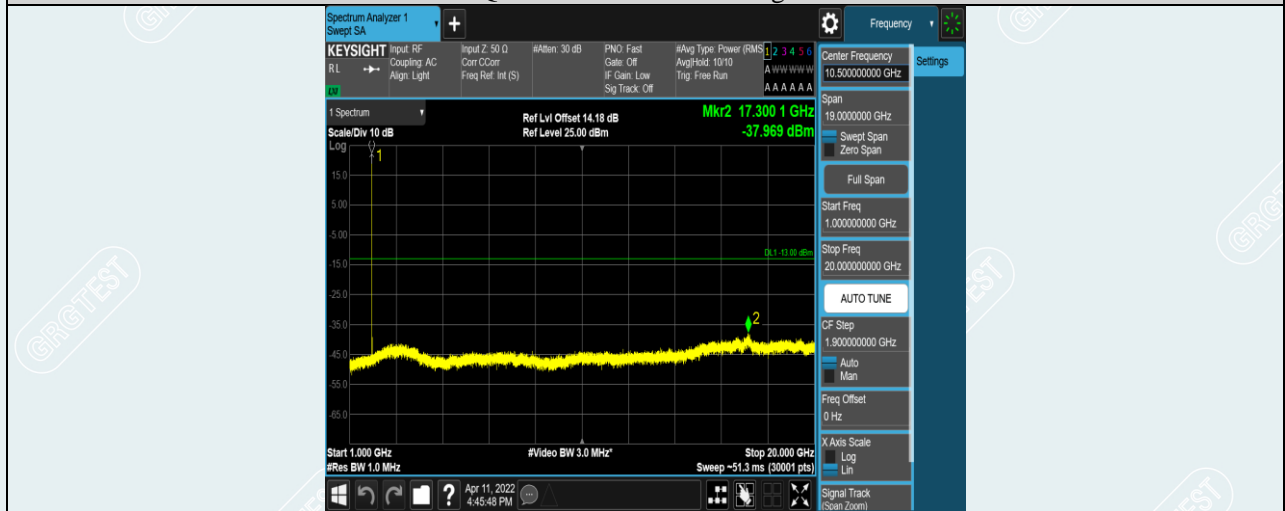 Spectrum Analyzer 1
Swept SA
Frequency
KEYSIGHT
RL
Input: RF
Coupling: AC
Align: Light
Input Z: 50 Ω
Corr CCorr
Freq Ref: Int (S)
#Atten: 30 dB
PNO: Fast
Gate: Off
IF Gain: Low
Sig Track: Off
#Avg Type: Power (RMS
Avg|Hold: 10/10
Trig: Free Run
1 2 3 4 5 6
A W W W W W
A A A A A A
1 Spectrum
Scale/Div 10 dB
Log
Ref Lvl Offset 14.18 dB
Ref Level 25.00 dBm
Mkr2 17.300 1 GHz
-37.969 dBm
1
15.0
5.00
-5.00
DL1 -13.00 dBm
-15.0
-25.0
-35.0
2
-45.0
-55.0
-65.0
Start 1.000 GHz
#Res BW 1.0 MHz
#Video BW 3.0 MHz*
Stop 20.000 GHz
Sweep ~51.3 ms (30001 pts)
?
Apr 11, 2022
4:45:48 PM
Center Frequency
10.500000000 GHz
Settings
Span
19.0000000 GHz
Swept Span
Zero Span
Full Span
Start Freq
1.000000000 GHz
Stop Freq
20.000000000 GHz
AUTO TUNE
CF Step
1.900000000 GHz
Auto
Man
Freq Offset
0 Hz
X Axis Scale
Log
Lin
Signal Track
(Span Zoom)
GRGTEST
GRGTEST
GRGTEST
GRGTEST